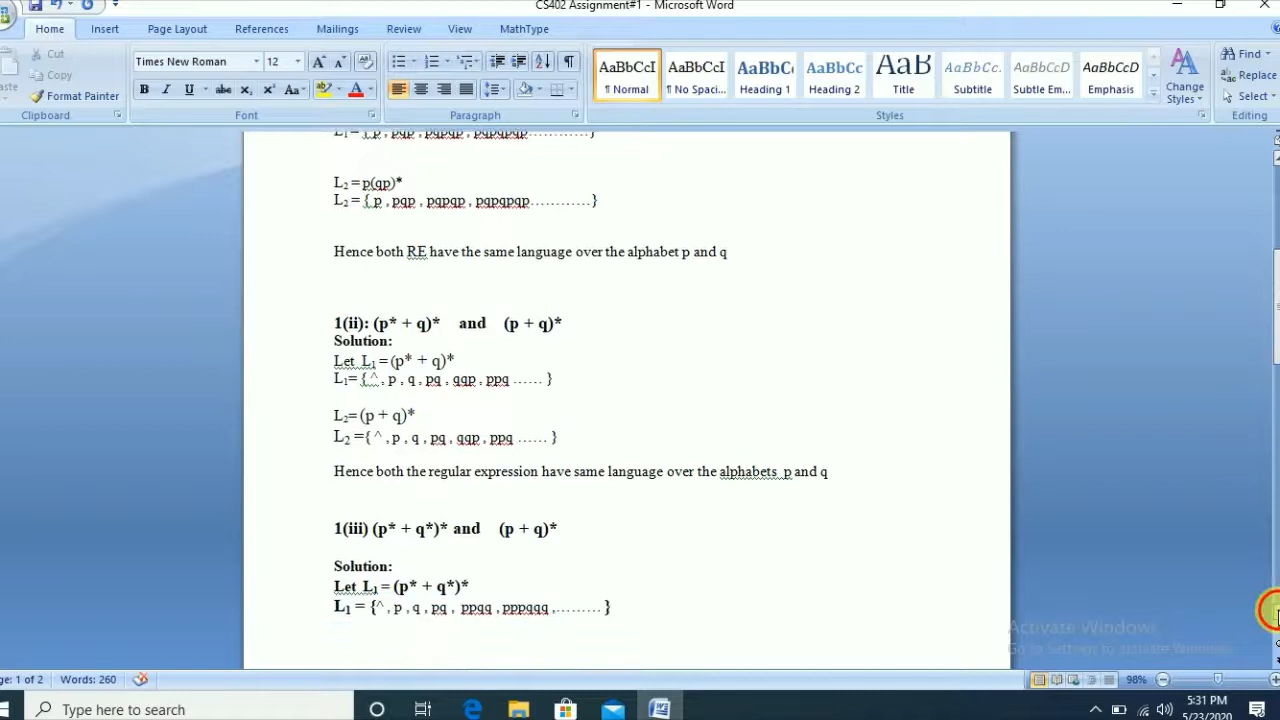 CS402 Assignment#1 - Microsoft Word
Home Insert Page Layout References Mailings Review View MathType
Cut
Copy
Format Painter
Clipboard
Times New Roman 12
Font
Paragraph
AaBbCcI AaBbCcI AaBbC AaBbCc AaB AaBbCc. AaBbCcD AaBbCcD
¶ Normal ¶ No Spaci... Heading 1 Heading 2 Title Subtitle Subtle Em... Emphasis
Change Styles
Styles
Find
Replace
Select
Editing
L₁ = { p , pqp , pqpqp , pqpqpqp…………}
L₂ = p(qp)*
L₂ = { p , pqp , pqpqp , pqpqpqp…………}
Hence both RE have the same language over the alphabet p and q
1(ii): (p* + q)* and (p + q)*
Solution:
Let L₁ = (p* + q)*
L₁= { ^ , p , q , pq , qqp , ppq …… }
L₂= (p + q)*
L₂ ={ ^ , p , q , pq , qqp , ppq …… }
Hence both the regular expression have same language over the alphabets p and q
1(iii) (p* + q*)* and (p + q)*
Solution:
Let L₁ = (p* + q*)*
L₁ = {^ , p , q , pq , ppqq , pppqqq ,……… }
Activate Windows
Go to Settings to activate Windows.
age: 1 of 2 Words: 260 98%
Type here to search
5:31 PM
5/23/2020